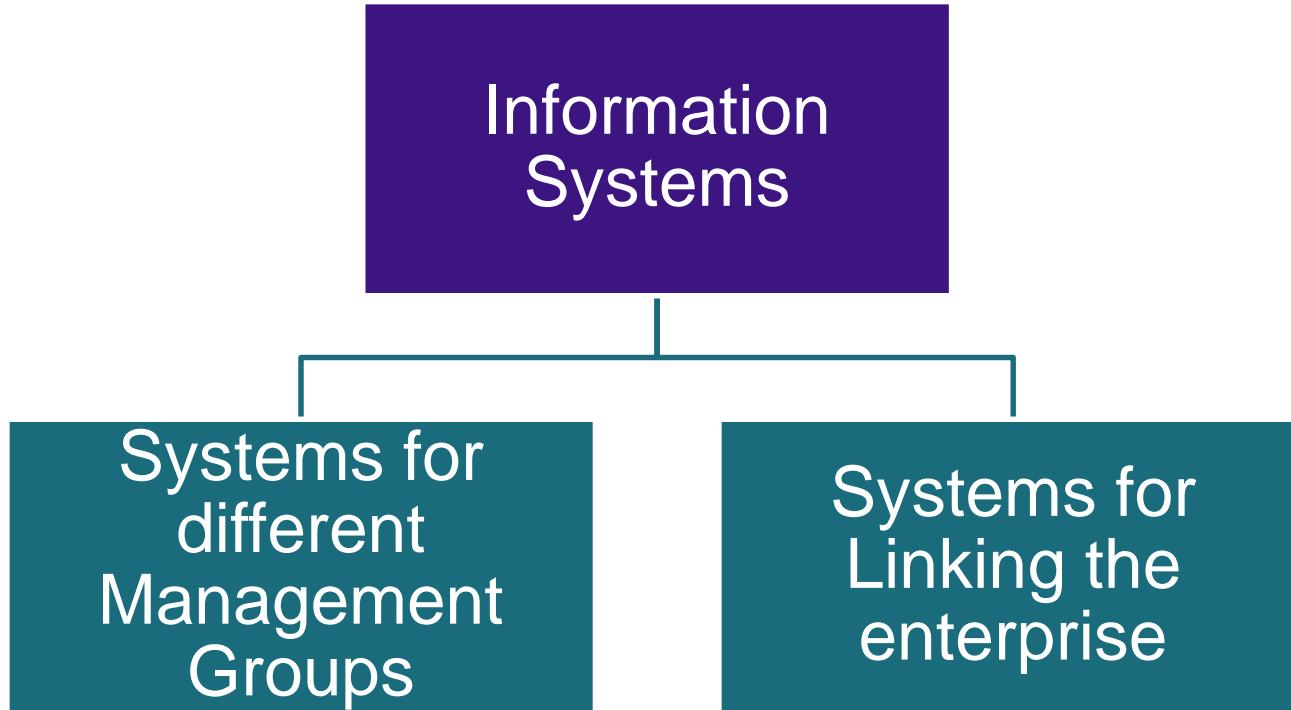 Information
Systems
Systems for
different
Management
Groups
Systems for
Linking the
enterprise